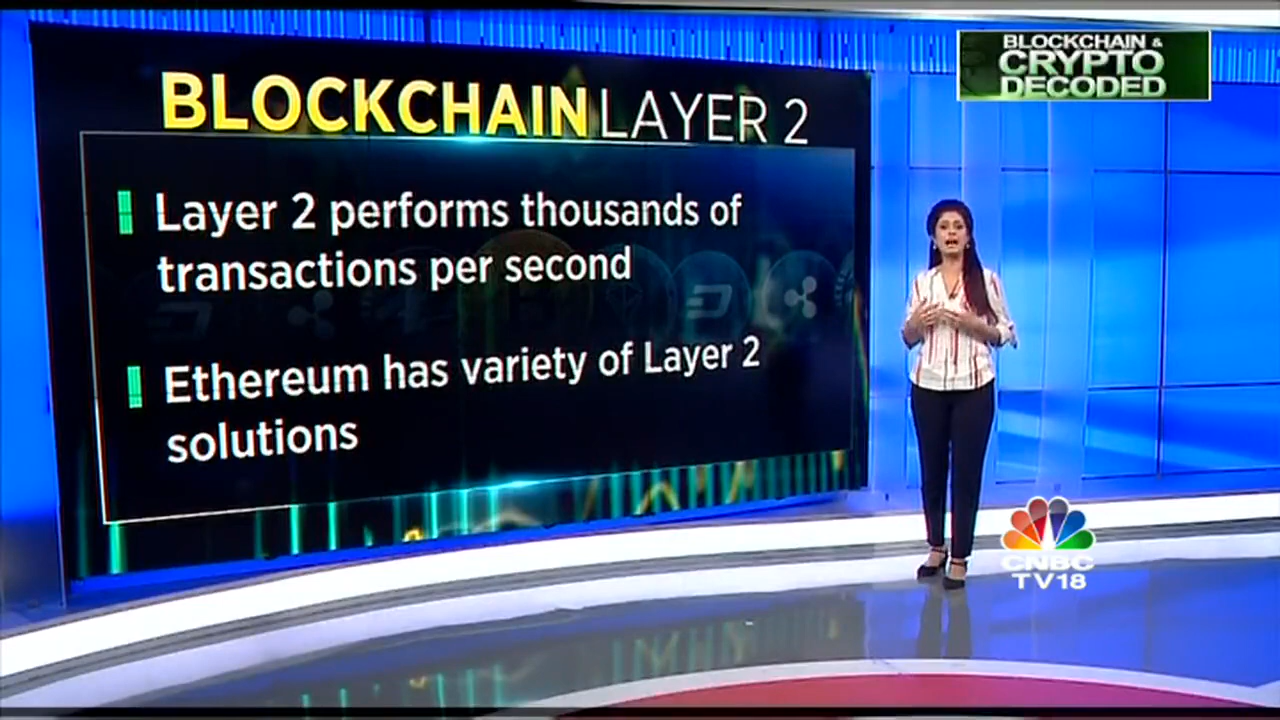 BLOCKCHAIN &
CRYPTO
DECODED
BLOCKCHAIN LAYER 2
Layer 2 performs thousands of
transactions per second
Ethereum has variety of Layer 2
solutions
CNBC
TV18